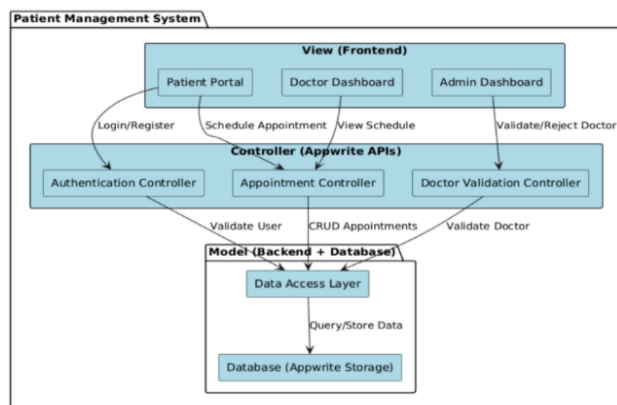 Patient Management System
View (Frontend)
Patient Portal
Doctor Dashboard
Admin Dashboard
Login/Register
Schedule Appointment
View Schedule
Validate/Reject Doctor
Controller (Appwrite APIs)
Authentication Controller
Appointment Controller
Doctor Validation Controller
Validate User
CRUD Appointments
Validate Doctor
Model (Backend + Database)
Data Access Layer
Query/Store Data
Database (Appwrite Storage)